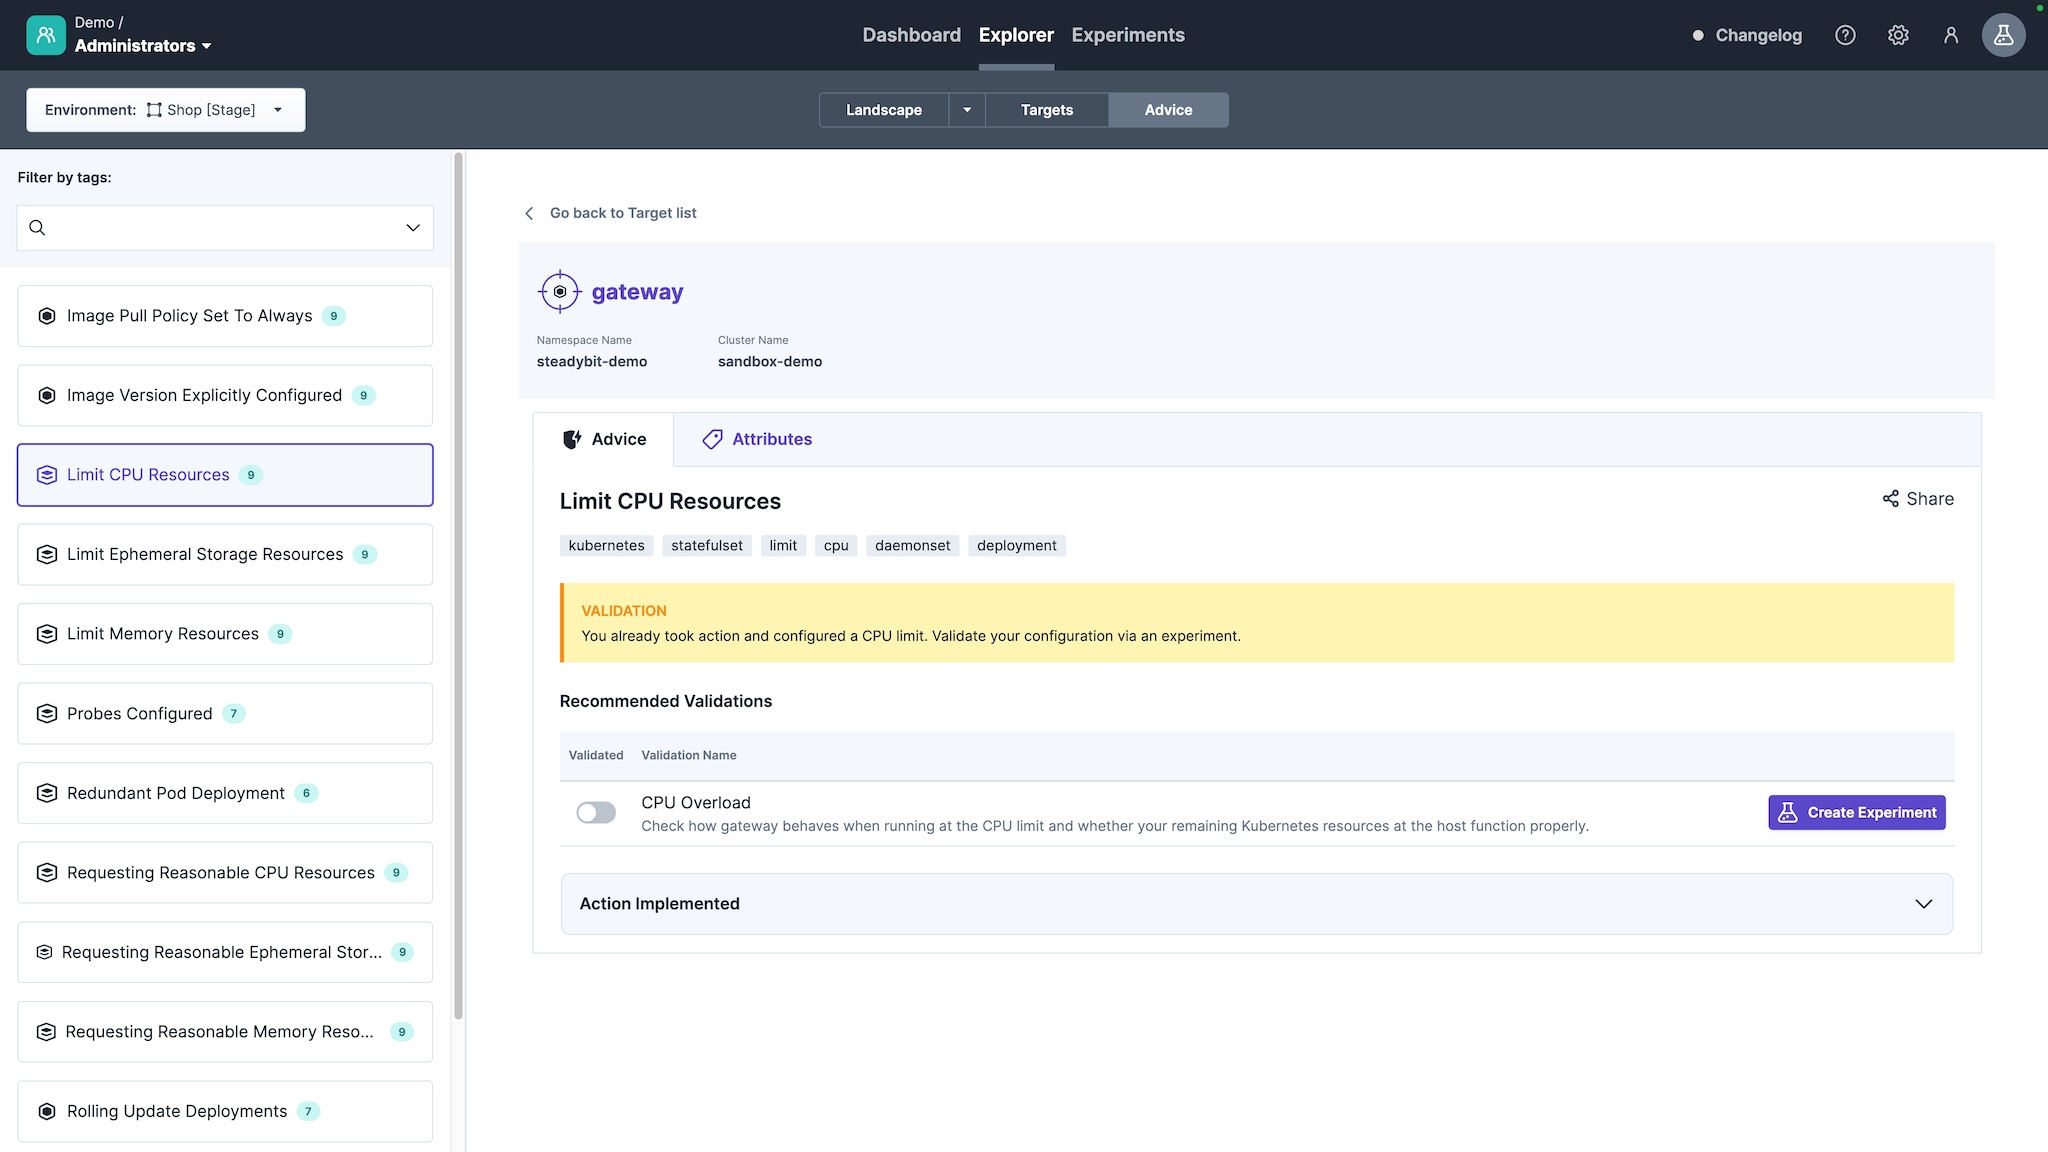 Demo /
Administrators
Dashboard
Explorer
Experiments
Changelog
Environment: Shop [Stage]
Landscape
Targets
Advice
Filter by tags:
Image Pull Policy Set To Always 9
Image Version Explicitly Configured 9
Limit CPU Resources 9
Limit Ephemeral Storage Resources 9
Limit Memory Resources 9
Probes Configured 7
Redundant Pod Deployment 6
Requesting Reasonable CPU Resources 9
Requesting Reasonable Ephemeral Stor... 9
Requesting Reasonable Memory Reso... 9
Rolling Update Deployments 7
Go back to Target list
gateway
Namespace Name
steadybit-demo
Cluster Name
sandbox-demo
Advice
Attributes
Limit CPU Resources
Share
kubernetes statefulset limit cpu daemonset deployment
VALIDATION
You already took action and configured a CPU limit. Validate your configuration via an experiment.
Recommended Validations
Validated Validation Name
CPU Overload
Check how gateway behaves when running at the CPU limit and whether your remaining Kubernetes resources at the host function properly.
Create Experiment
Action Implemented